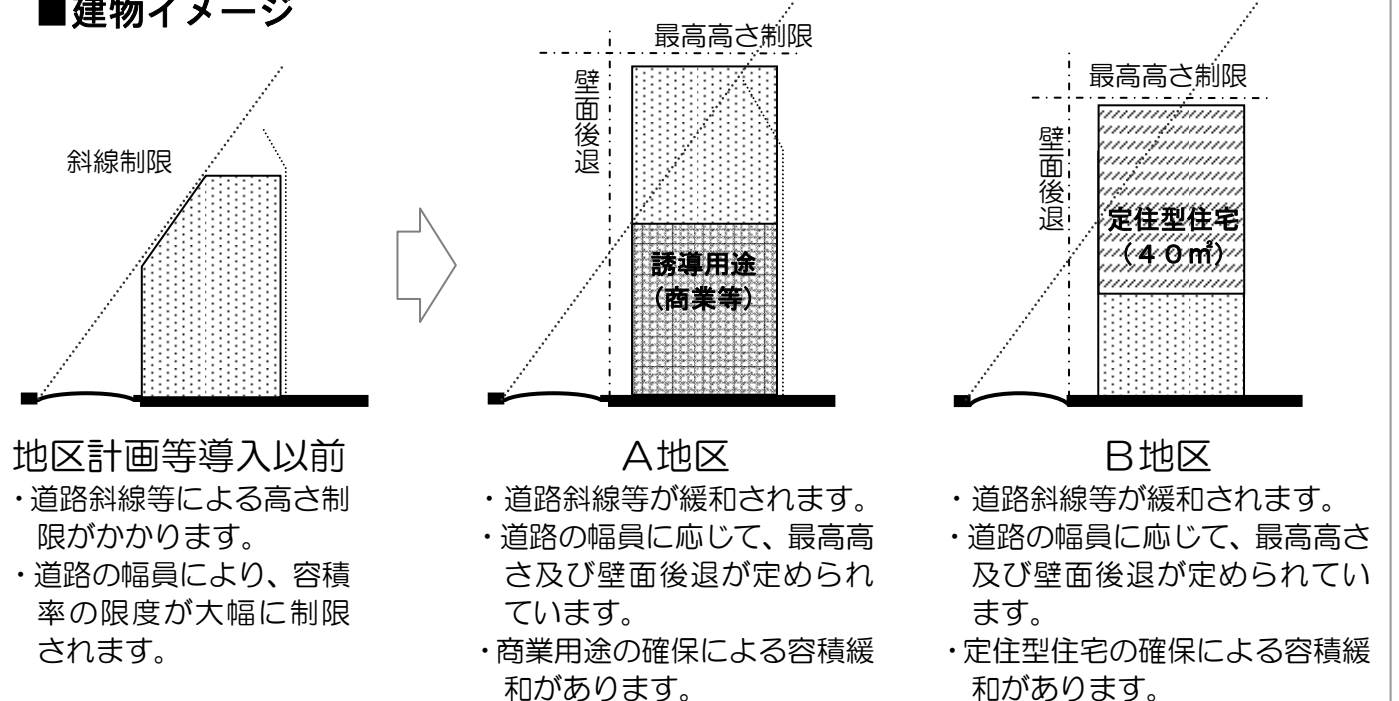 ■建物イメージ
斜線制限
最高高さ制限
壁面後退
誘導用途
(商業等)
最高高さ制限
壁面後退
定住型住宅
(40㎡)
地区計画等導入以前
・道路斜線等による高さ制
限がかかります。
・道路の幅員により、容積
率の限度が大幅に制限
されます。
A地区
・道路斜線等が緩和されます。
・道路の幅員に応じて、最高高
さ及び壁面後退が定められ
ています。
・商業用途の確保による容積緩
和があります。
B地区
・道路斜線等が緩和されます。
・道路の幅員に応じて、最高高さ
及び壁面後退が定められてい
ます。
・定住型住宅の確保による容積緩
和があります。